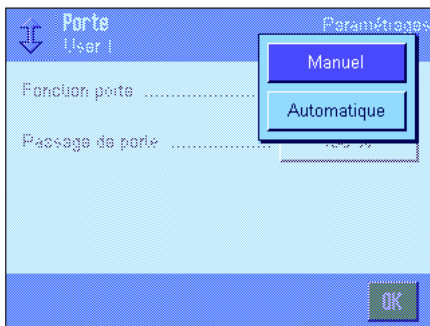 Porte
Paramétrages
User 1
Manuel
Fonction porte ..................
Automatique
Passage de porte ..................
OK